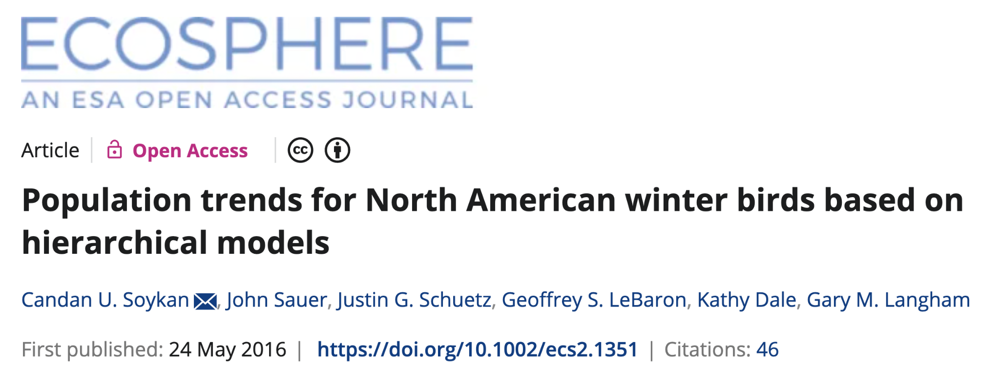 ECOSPHERE
AN ESA OPEN ACCESS JOURNAL
Article | Open Access | cc
Population trends for North American winter birds based on
hierarchical models
Candan U. Soykan, John Sauer, Justin G. Schuetz, Geoffrey S. LeBaron, Kathy Dale, Gary M. Langham
First published: 24 May 2016 | https://doi.org/10.1002/ecs2.1351 | Citations: 46